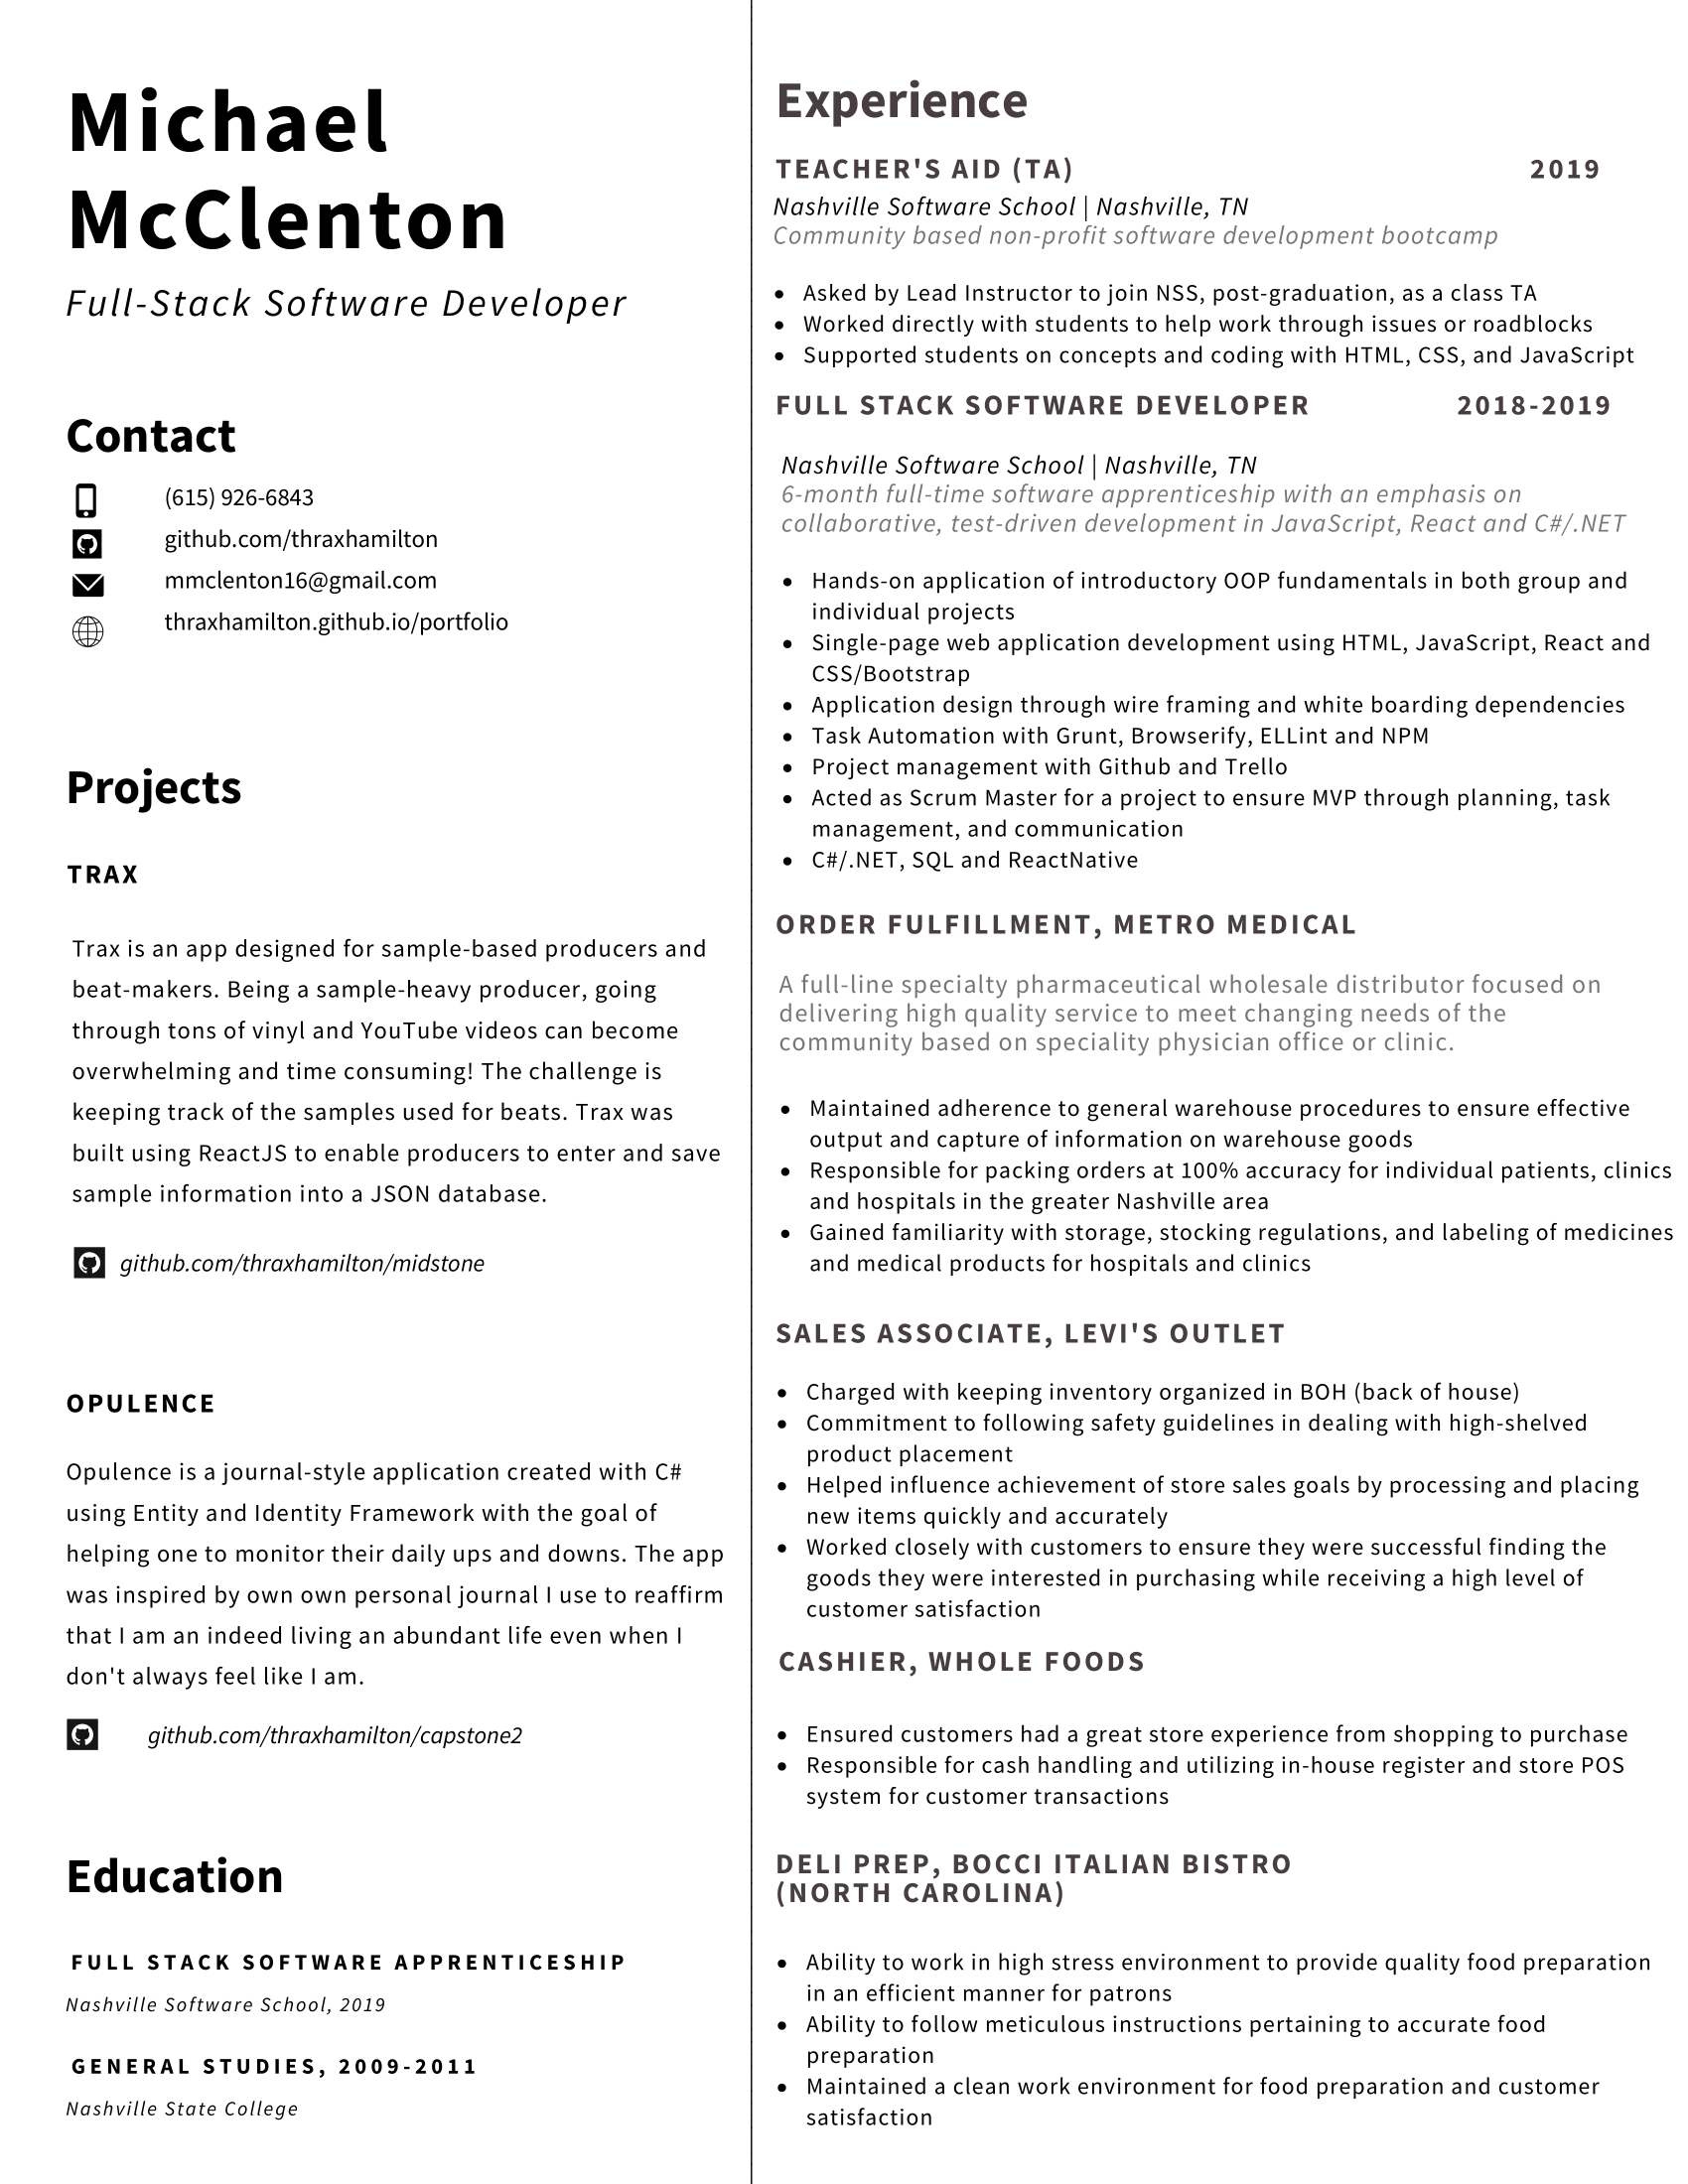 Michael
McClenton
Full-Stack Software Developer
Contact
(615) 926-6843
github.com/thraxhamilton
mmclenton16@gmail.com
thraxhamilton.github.io/portfolio
Projects
TRAX
Trax is an app designed for sample-based producers and
beat-makers. Being a sample-heavy producer, going
through tons of vinyl and YouTube videos can become
overwhelming and time consuming! The challenge is
keeping track of the samples used for beats. Trax was
built using ReactJS to enable producers to enter and save
sample information into a JSON database.
github.com/thraxhamilton/midstone
OPULENCE
Opulence is a journal-style application created with C#
using Entity and Identity Framework with the goal of
helping one to monitor their daily ups and downs. The app
was inspired by own own personal journal I use to reaffirm
that I am an indeed living an abundant life even when I
don't always feel like I am.
github.com/thraxhamilton/capstone2
Education
FULL STACK SOFTWARE APPRENTICESHIP
Nashville Software School, 2019
GENERAL STUDIES, 2009-2011
Nashville State College
Experience
TEACHER'S AID (TA) 2019
Nashville Software School | Nashville, TN
Community based non-profit software development bootcamp
• Asked by Lead Instructor to join NSS, post-graduation, as a class TA
• Worked directly with students to help work through issues or roadblocks
• Supported students on concepts and coding with HTML, CSS, and JavaScript
FULL STACK SOFTWARE DEVELOPER 2018-2019
Nashville Software School | Nashville, TN
6-month full-time software apprenticeship with an emphasis on
collaborative, test-driven development in JavaScript, React and C#/.NET
• Hands-on application of introductory OOP fundamentals in both group and
individual projects
• Single-page web application development using HTML, JavaScript, React and
CSS/Bootstrap
• Application design through wire framing and white boarding dependencies
• Task Automation with Grunt, Browserify, ELLint and NPM
• Project management with Github and Trello
• Acted as Scrum Master for a project to ensure MVP through planning, task
management, and communication
• C#/.NET, SQL and ReactNative
ORDER FULFILLMENT, METRO MEDICAL
A full-line specialty pharmaceutical wholesale distributor focused on
delivering high quality service to meet changing needs of the
community based on speciality physician office or clinic.
• Maintained adherence to general warehouse procedures to ensure effective
output and capture of information on warehouse goods
• Responsible for packing orders at 100% accuracy for individual patients, clinics
and hospitals in the greater Nashville area
• Gained familiarity with storage, stocking regulations, and labeling of medicines
and medical products for hospitals and clinics
SALES ASSOCIATE, LEVI'S OUTLET
• Charged with keeping inventory organized in BOH (back of house)
• Commitment to following safety guidelines in dealing with high-shelved
product placement
• Helped influence achievement of store sales goals by processing and placing
new items quickly and accurately
• Worked closely with customers to ensure they were successful finding the
goods they were interested in purchasing while receiving a high level of
customer satisfaction
CASHIER, WHOLE FOODS
• Ensured customers had a great store experience from shopping to purchase
• Responsible for cash handling and utilizing in-house register and store POS
system for customer transactions
DELI PREP, BOCCI ITALIAN BISTRO
(NORTH CAROLINA)
• Ability to work in high stress environment to provide quality food preparation
in an efficient manner for patrons
• Ability to follow meticulous instructions pertaining to accurate food
preparation
• Maintained a clean work environment for food preparation and customer
satisfaction